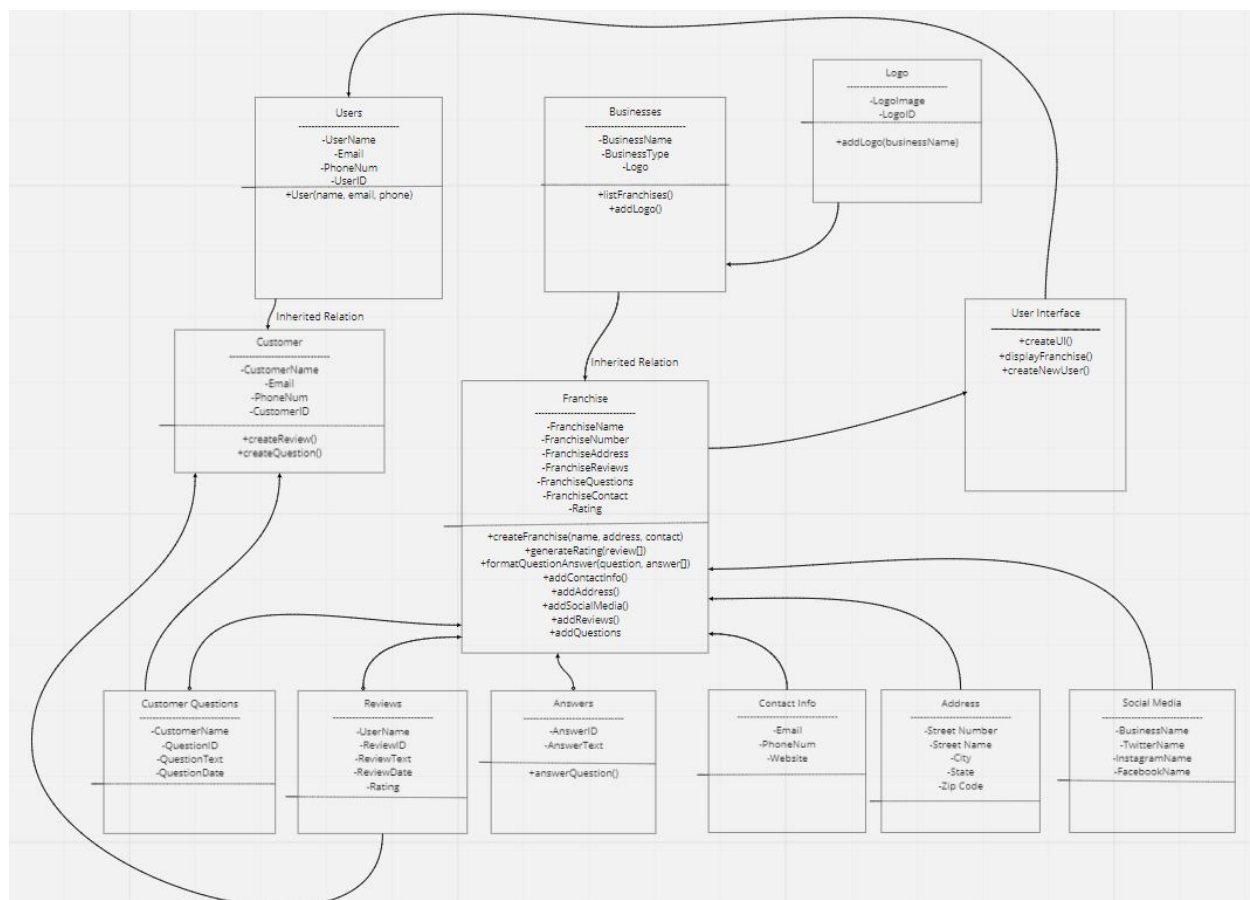 Users
-UserName
-Email
-PhoneNum
-UserID
+User(name, email, phone)
Businesses
-BusinessName
-BusinessType
-Logo
+listFranchises()
+addLogo()
Logo
-LogoImage
-LogoID
+addLogo(businessName)
Inherited Relation
Customer
-CustomerName
-Email
-PhoneNum
-CustomerID
+createReview()
+createQuestion()
Inherited Relation
Franchise
-FranchiseName
-FranchiseNumber
-FranchiseAddress
-FranchiseReviews
-FranchiseQuestions
-FranchiseContact
-Rating
+createFranchise(name, address, contact)
+generateRating(review[])
+formatQuestionAnswer(question, answer[])
+addContactInfo()
+addAddress()
+addSocialMedia()
+addReviews()
+addQuestions
User Interface
+createUI()
+displayFranchise()
+createNewUser()
Customer Questions
-CustomerName
-QuestionID
-QuestionText
-QuestionDate
Reviews
-UserName
-ReviewID
-ReviewText
-ReviewDate
-Rating
Answers
-AnswerID
-AnswerText
+answerQuestion()
Contact Info
-Email
-PhoneNum
-Website
Address
-Street Number
-Street Name
-City
-State
-Zip Code
Social Media
-BusinessName
-TwitterName
-InstagramName
-FacebookName